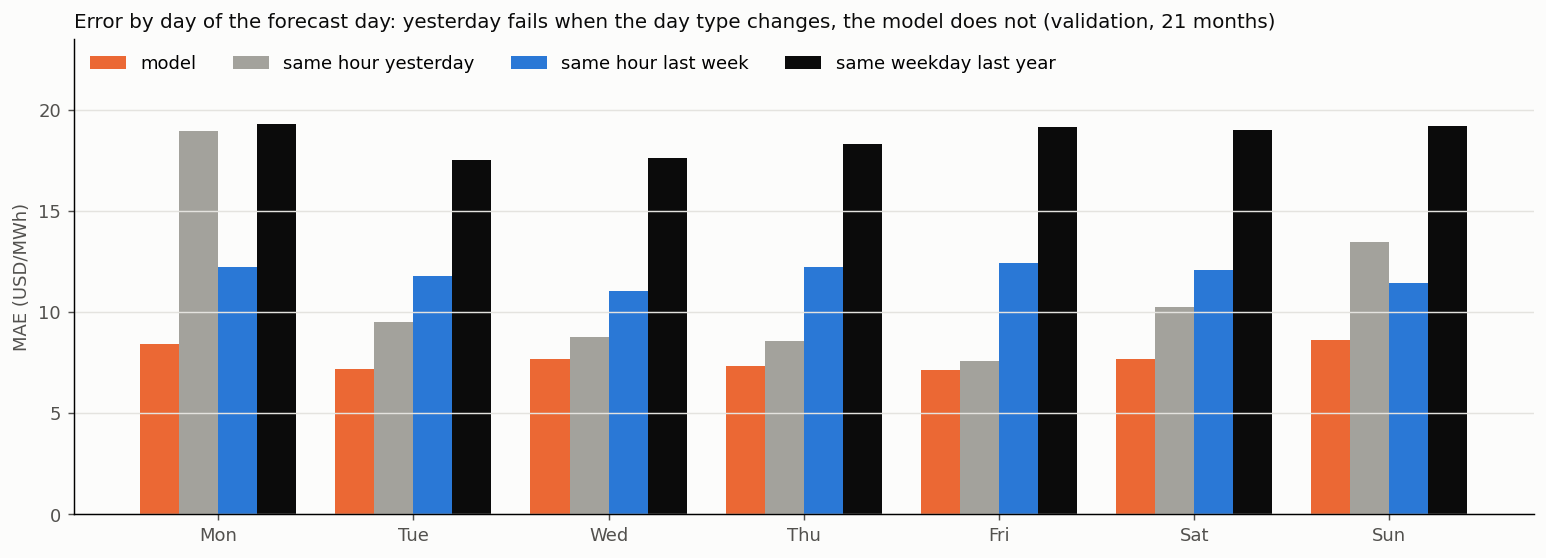 Error by day of the forecast day: yesterday fails when the day type changes, the model does not (validation, 21 months)
model same hour yesterday same hour last week same weekday last year
MAE (USD/MWh)
20
15
10
5
0
Mon Tue Wed Thu Fri Sat Sun